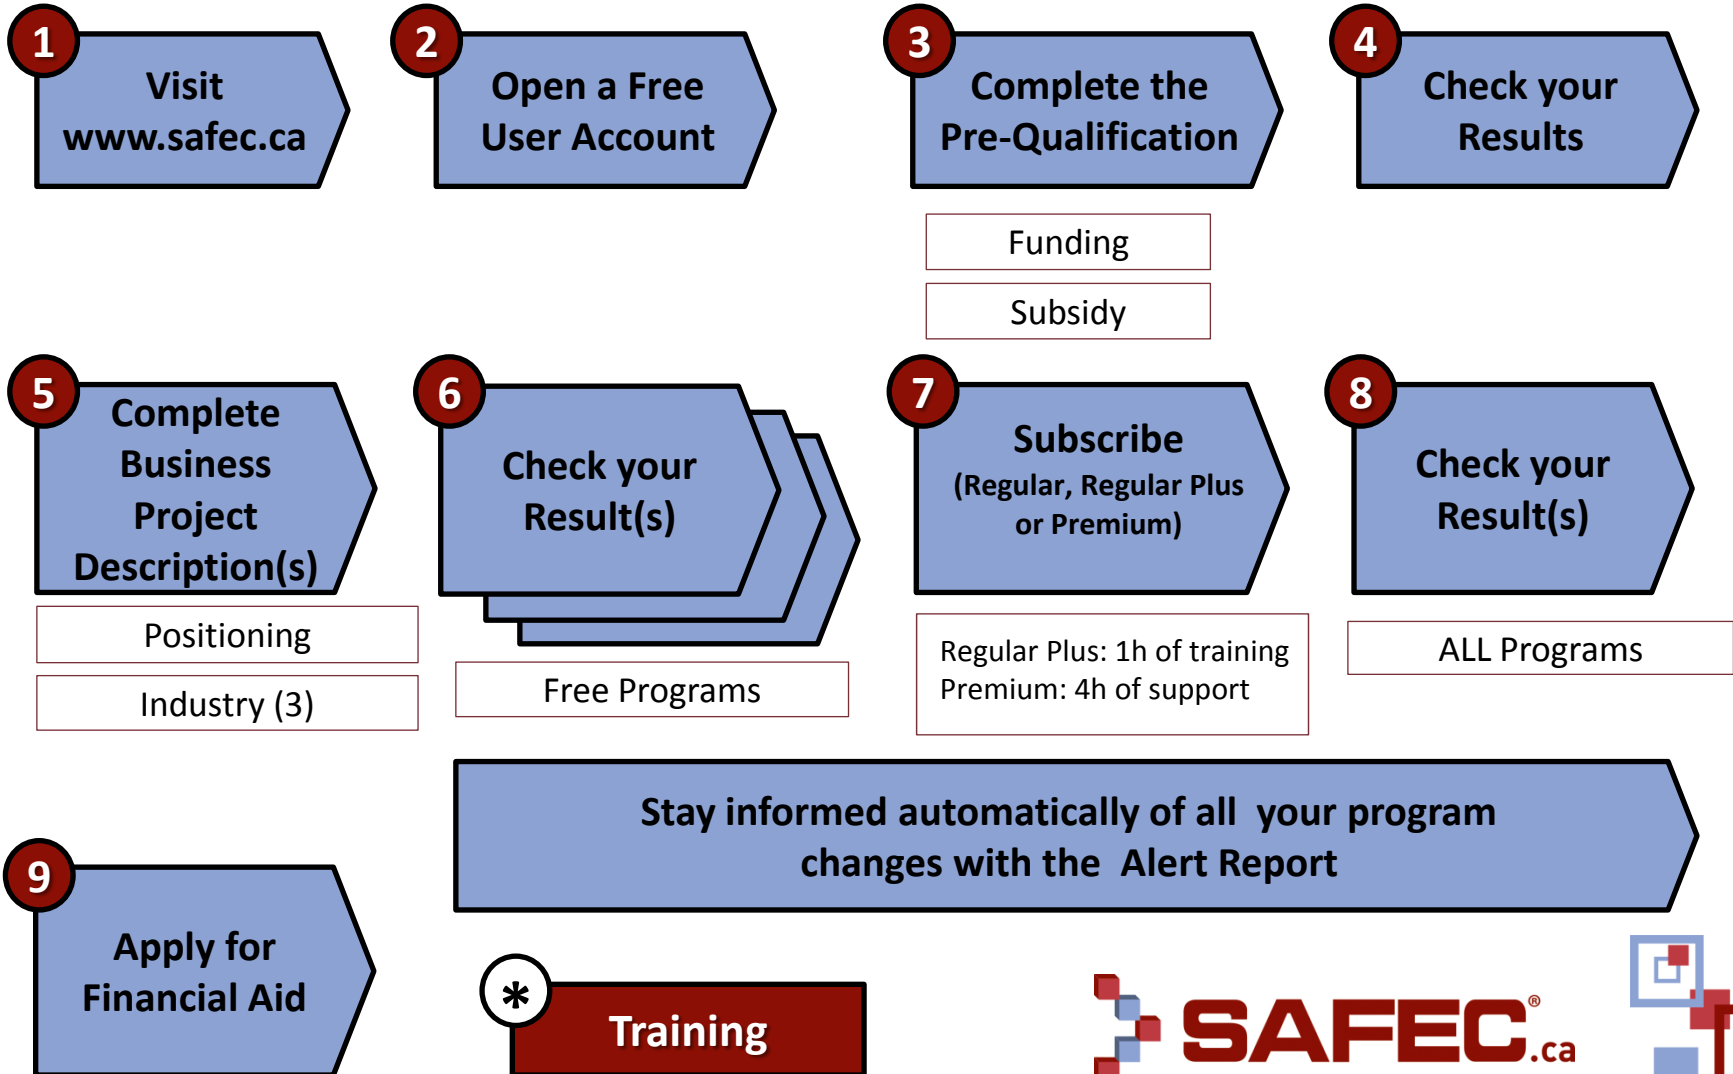 1
Visit
www.safec.ca
2
Open a Free
User Account
3
Complete the
Pre-Qualification
Funding
Subsidy
4
Check your
Results
5
Complete
Business
Project
Description(s)
Positioning
Industry (3)
6
Check your
Result(s)
Free Programs
7
Subscribe
(Regular, Regular Plus
or Premium)
Regular Plus: 1h of training
Premium: 4h of support
8
Check your
Result(s)
ALL Programs
Stay informed automatically of all your program
changes with the Alert Report
9
Apply for
Financial Aid
*
Training
SAFEC®.ca